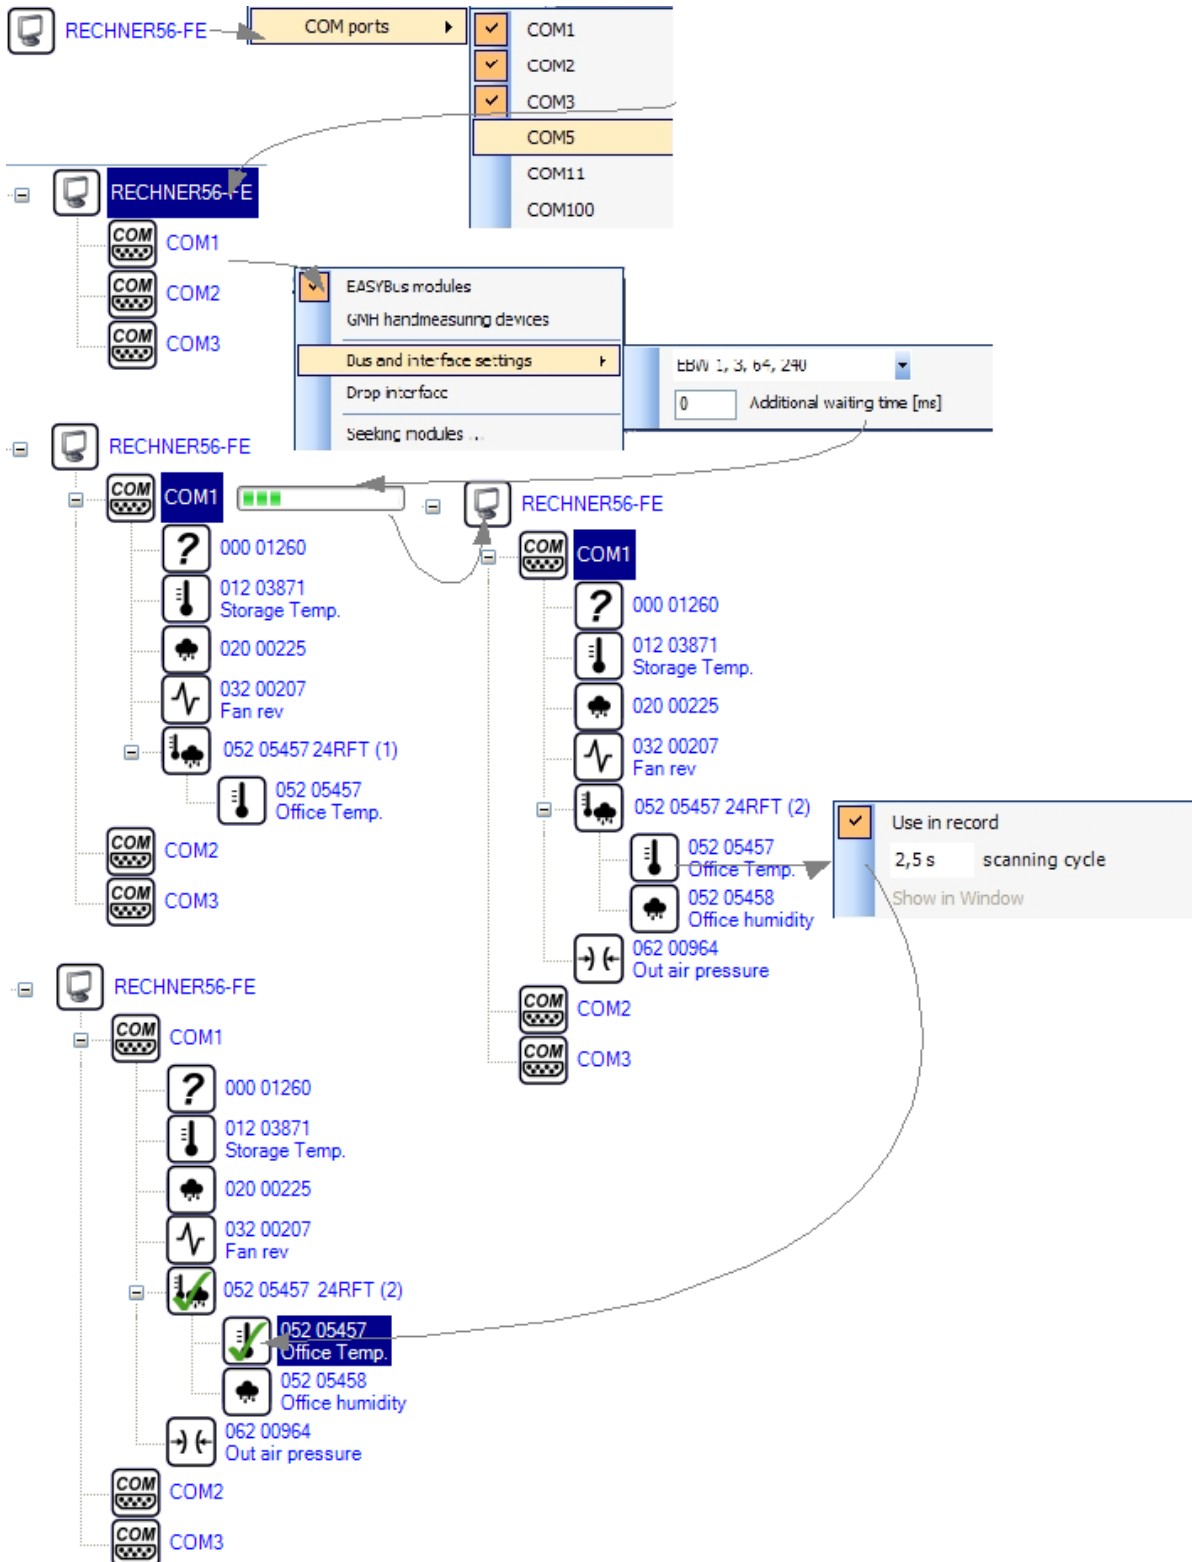 RECHNER56-FE
COM ports
COM1
COM2
COM3
COM5
COM11
COM100
RECHNER56-FE
COM COM1
COM COM2
COM COM3
EASYBus modules
GMH handmeasuring devices
Bus and interface settings
Drop interface
Seeking modules ...
EBW 1, 3, 64, 240
0 Additional waiting time [ms]
RECHNER56-FE
COM COM1
? 000 01260
012 03871
Storage Temp.
020 00225
032 00207
Fan rev
052 05457 24RFT (1)
052 05457
Office Temp.
COM COM2
COM COM3
RECHNER56-FE
COM COM1
? 000 01260
012 03871
Storage Temp.
020 00225
032 00207
Fan rev
052 05457 24RFT (2)
052 05457
Office Temp.
052 05458
Office humidity
062 00964
Out air pressure
COM COM2
COM COM3
Use in record
2,5 s scanning cycle
Show in Window
RECHNER56-FE
COM COM1
? 000 01260
012 03871
Storage Temp.
020 00225
032 00207
Fan rev
052 05457 24RFT (2)
052 05457
Office Temp.
052 05458
Office humidity
062 00964
Out air pressure
COM COM2
COM COM3